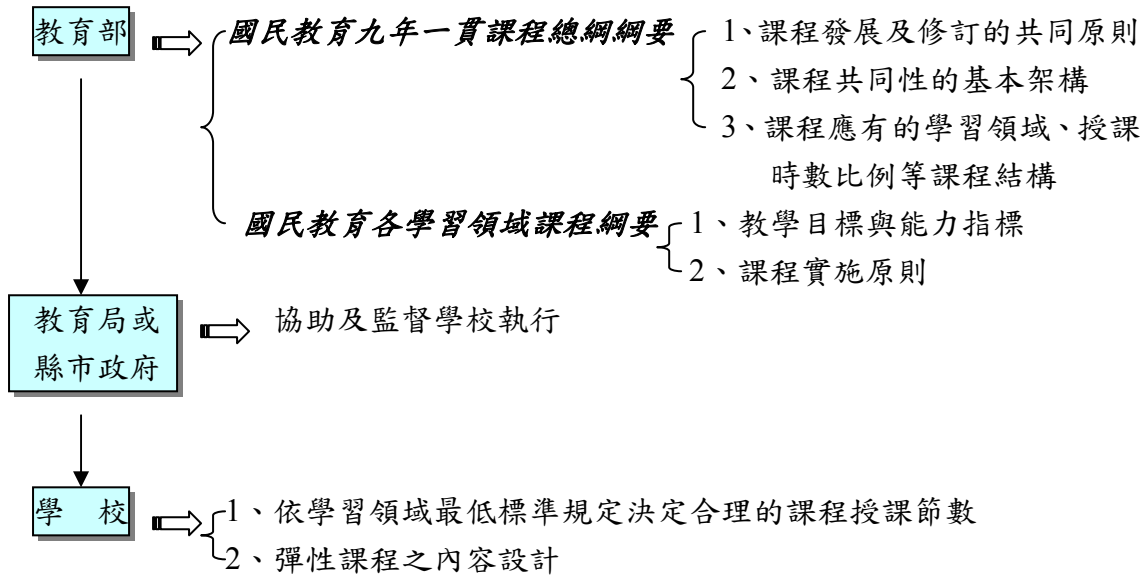 教育部
國民教育九年一貫課程總綱綱要
1、課程發展及修訂的共同原則
2、課程共同性的基本架構
3、課程應有的學習領域、授課
時數比例等課程結構
國民教育各學習領域課程綱要
1、教學目標與能力指標
2、課程實施原則
教育局或
縣市政府
協助及監督學校執行
學 校
1、依學習領域最低標準規定決定合理的課程授課節數
2、彈性課程之內容設計